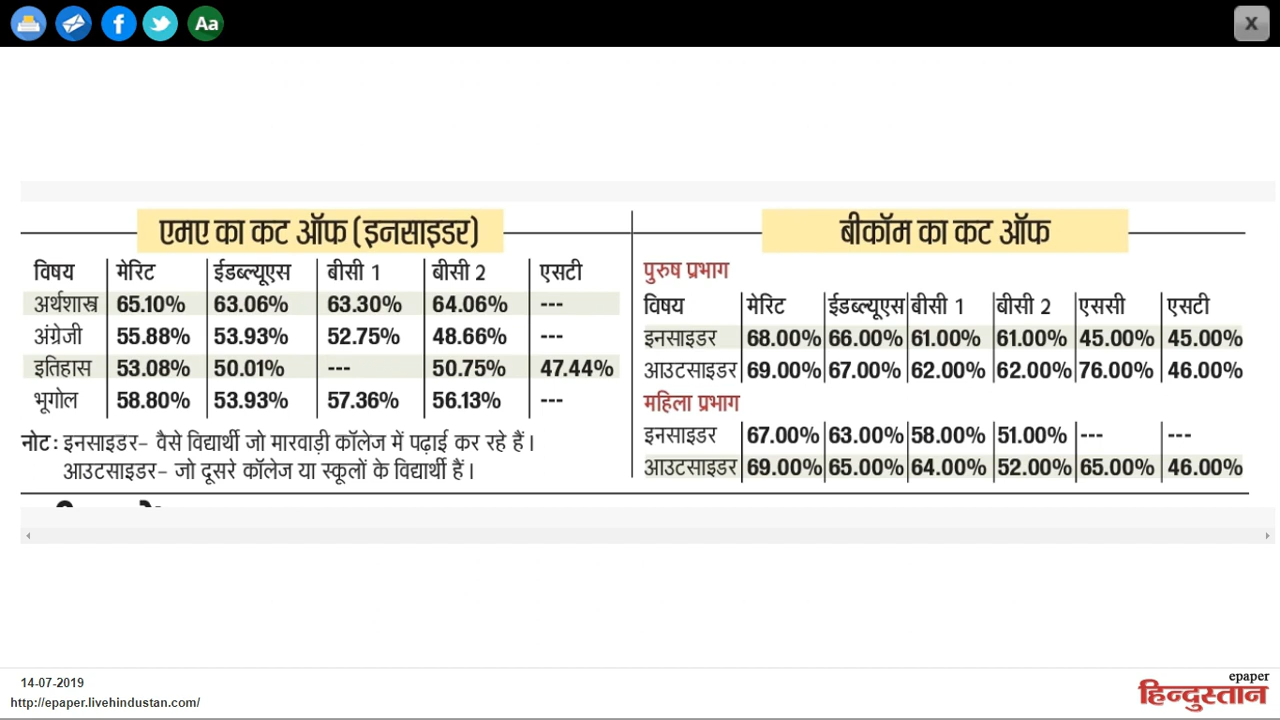 Aa
X
एमए का कट ऑफ (इनसाइडर)
विषय मेरिट ईडब्ल्यूएस बीसी 1 बीसी 2 एसटी
अर्थशास्त्र 65.10% 63.06% 63.30% 64.06% ---
अंग्रेजी 55.88% 53.93% 52.75% 48.66% ---
इतिहास 53.08% 50.01% --- 50.75% 47.44%
भूगोल 58.80% 53.93% 57.36% 56.13% ---
नोट: इनसाइडर- वैसे विद्यार्थी जो मारवाड़ी कॉलेज में पढ़ाई कर रहे हैं।
आउटसाइडर- जो दूसरे कॉलेज या स्कूलों के विद्यार्थी हैं।
बीकॉम का कट ऑफ
पुरुष प्रभाग
विषय मेरिट ईडब्ल्यूएस बीसी 1 बीसी 2 एससी एसटी
इनसाइडर 68.00% 66.00% 61.00% 61.00% 45.00% 45.00%
आउटसाइडर 69.00% 67.00% 62.00% 62.00% 76.00% 46.00%
महिला प्रभाग
इनसाइडर 67.00% 63.00% 58.00% 51.00% --- ---
आउटसाइडर 69.00% 65.00% 64.00% 52.00% 65.00% 46.00%
14-07-2019
http://epaper.livehindustan.com/
epaper
हिन्दुस्तान